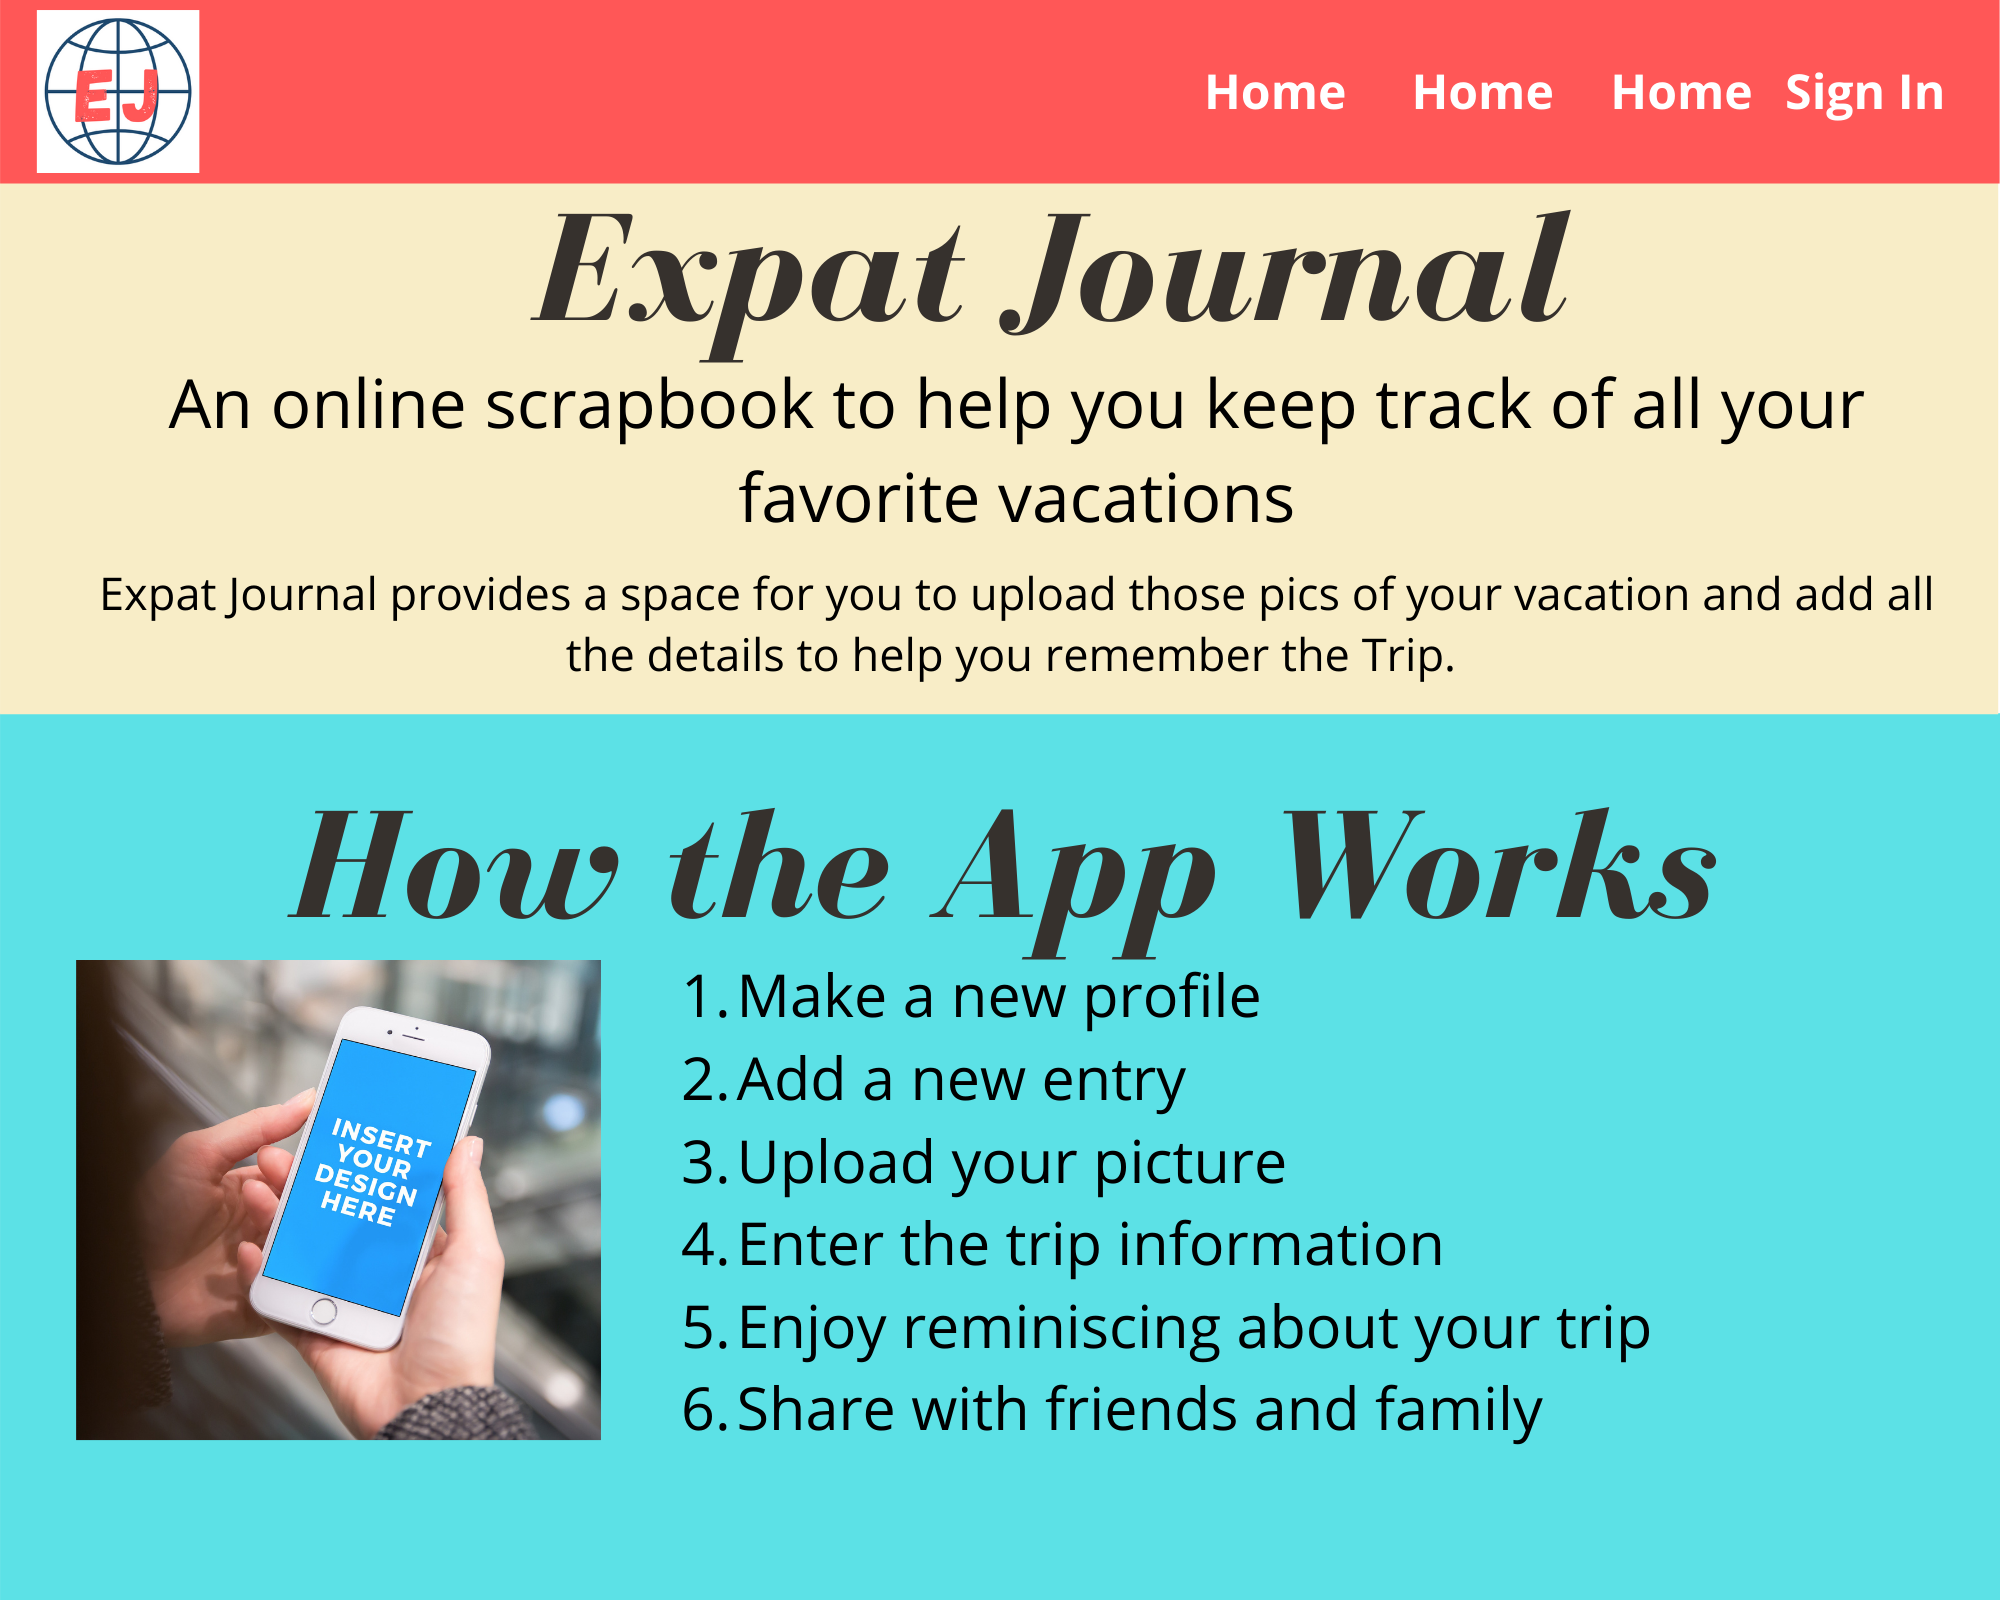 EJ
Home Home Home Sign In
Expat Journal
An online scrapbook to help you keep track of all your
favorite vacations
Expat Journal provides a space for you to upload those pics of your vacation and add all
the details to help you remember the Trip.
How the App Works
INSERT
YOUR
DESIGN
HERE
1. Make a new profile
2. Add a new entry
3. Upload your picture
4. Enter the trip information
5. Enjoy reminiscing about your trip
6. Share with friends and family